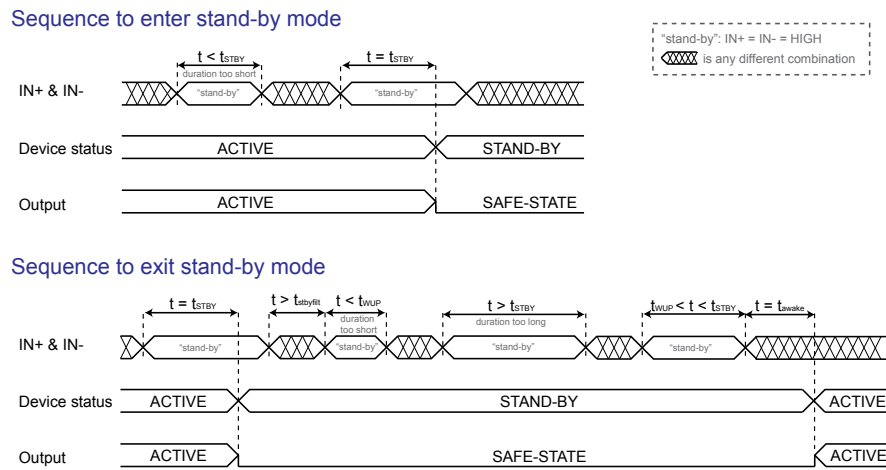 Sequence to enter stand-by mode
"stand-by": IN+ = IN- = HIGH
is any different combination
t < tSTBY
t = tSTBY
duration too short
IN+ & IN-
"stand-by"
"stand-by"
Device status
ACTIVE
STAND-BY
Output
ACTIVE
SAFE-STATE
Sequence to exit stand-by mode
t = tSTBY
t > tstbyfilt
t < tWUP
t > tSTBY
tWUP < t < tSTBY
t = tawake
duration
too short
duration too long
IN+ & IN-
"stand-by"
"stand-by"
"stand-by"
"stand-by"
Device status
ACTIVE
STAND-BY
ACTIVE
Output
ACTIVE
SAFE-STATE
ACTIVE